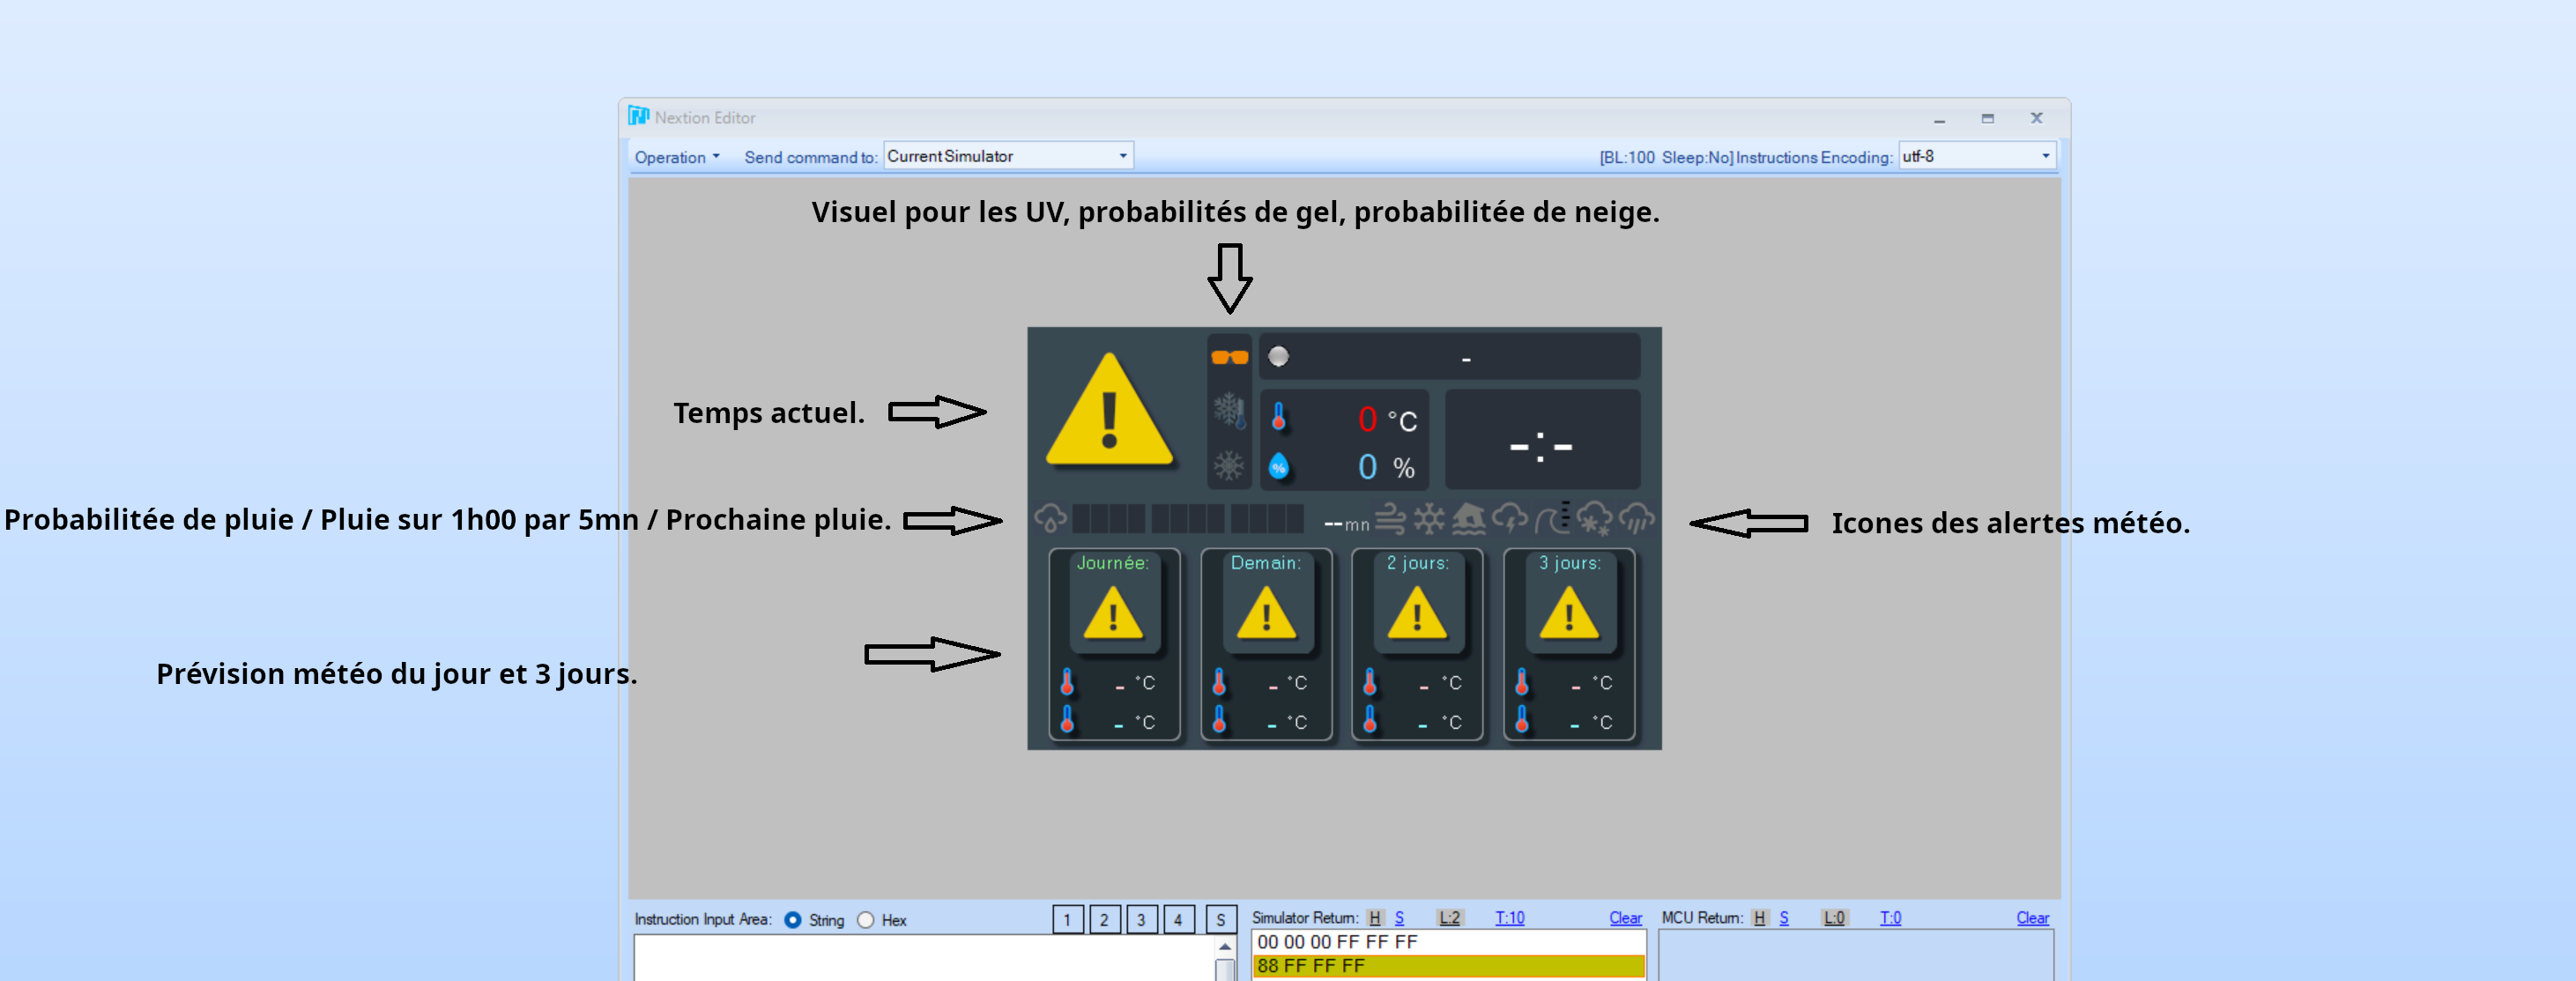 Nextion Editor
Operation Send command to: CurrentSimulator [BL:100 Sleep:No] Instructions Encoding: utf-8
Visuel pour les UV, probabilités de gel, probabilitée de neige.
-
Temps actuel.
0 °C
-:-
% 0 %
Probabilitée de pluie / Pluie sur 1h00 par 5mn / Prochaine pluie.
--mn
Icones des alertes météo.
Journée: Demain: 2 jours: 3 jours:
Prévision météo du jour et 3 jours.
- °C - °C - °C - °C
- °C - °C - °C - °C
Instruction Input Area: String Hex 1 2 3 4 S Simulator Return: H S L:2 T:10 Clear MCU Return: H S L:0 T:0 Clear
00 00 00 FF FF FF
88 FF FF FF